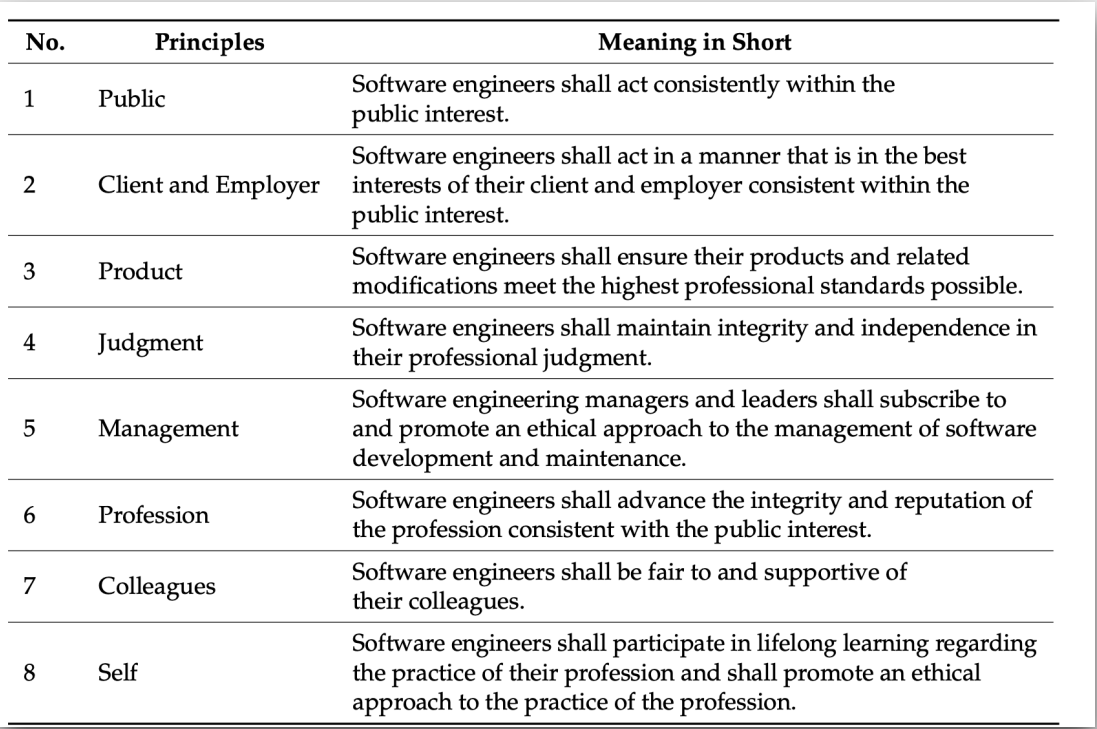 No. Principles Meaning in Short
1 Public Software engineers shall act consistently within the
public interest.
2 Client and Employer Software engineers shall act in a manner that is in the best
interests of their client and employer consistent within the
public interest.
3 Product Software engineers shall ensure their products and related
modifications meet the highest professional standards possible.
4 Judgment Software engineers shall maintain integrity and independence in
their professional judgment.
5 Management Software engineering managers and leaders shall subscribe to
and promote an ethical approach to the management of software
development and maintenance.
6 Profession Software engineers shall advance the integrity and reputation of
the profession consistent with the public interest.
7 Colleagues Software engineers shall be fair to and supportive of
their colleagues.
8 Self Software engineers shall participate in lifelong learning regarding
the practice of their profession and shall promote an ethical
approach to the practice of the profession.